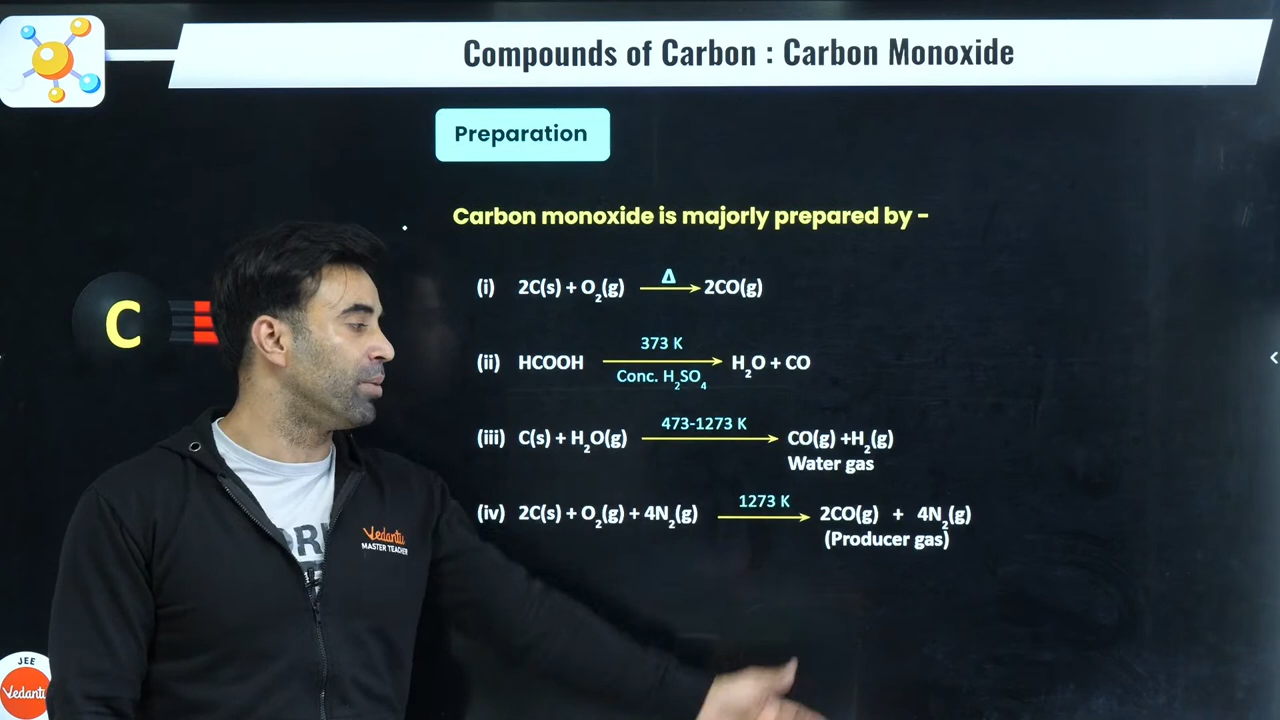 Compounds of Carbon : Carbon Monoxide
Preparation
Carbon monoxide is majorly prepared by -
C
(i) 2C(s) + O₂(g) Δ→ 2CO(g)
373 K
(ii) HCOOH → H₂O + CO
Conc. H₂SO₄
473-1273 K
(iii) C(s) + H₂O(g) → CO(g) +H₂(g)
Water gas
1273 K
(iv) 2C(s) + O₂(g) + 4N₂(g) → 2CO(g) + 4N₂(g)
(Producer gas)
Vedantu
MASTER TEACHER
JEE
Vedantu